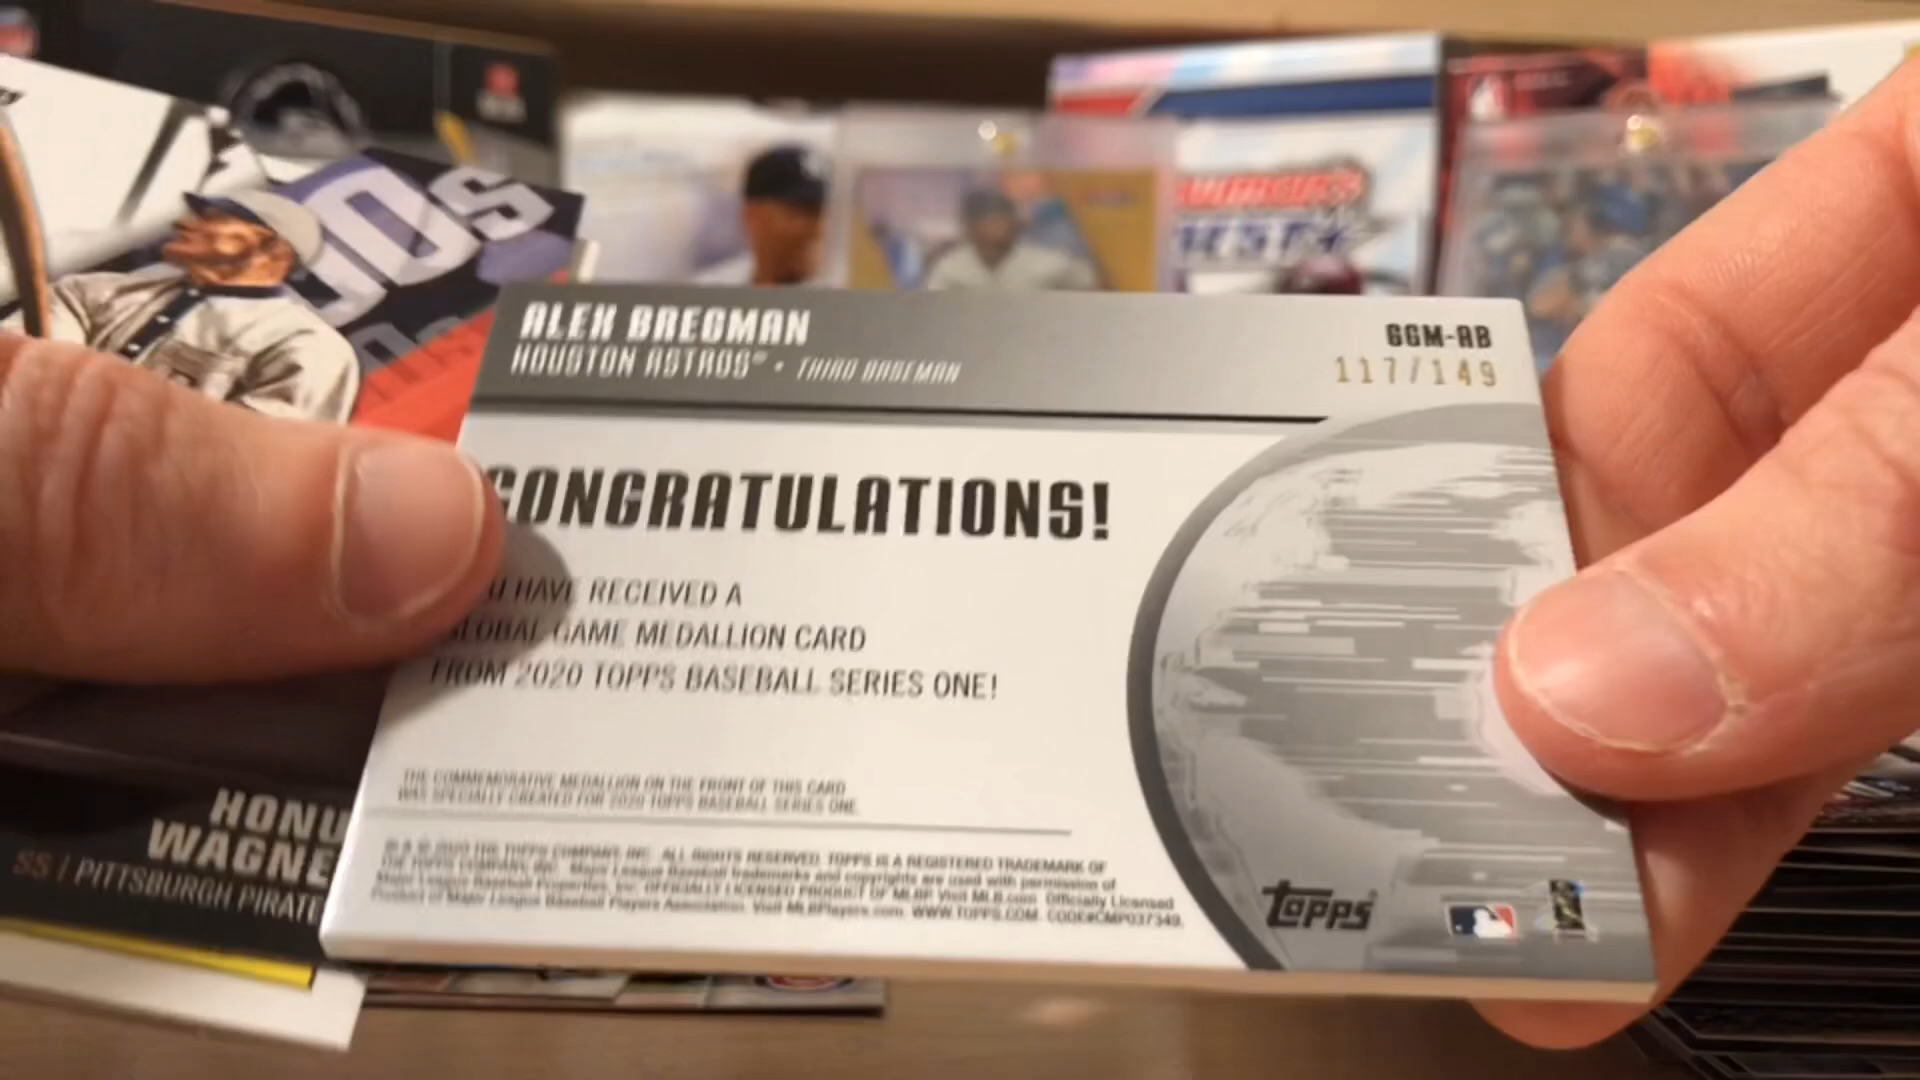 ALEX BREGMAN
HOUSTON ASTROS® • THIRD BASEMAN
GGM-AB
117/149
CONGRATULATIONS!
HAVE RECEIVED A
GLOBAL GAME MEDALLION CARD
FROM 2020 TOPPS BASEBALL SERIES ONE!
THE COMMEMORATIVE MEDALLION ON THE FRONT OF THIS CARD
WAS SPECIALLY CREATED FOR 2020 TOPPS BASEBALL SERIES ONE.
2020 THE TOPPS COMPANY, INC. ALL RIGHTS RESERVED. TOPPS IS A REGISTERED TRADEMARK OF
THE TOPPS COMPANY, INC. Major League Baseball trademarks and copyrights are used with permission of
Major League Baseball Properties, Inc. OFFICIALLY LICENSED PRODUCT OF MLBP Visit MLB.com Officially Licensed
Product of Major League Baseball Players Association. Visit MLBPlayers.com. WWW.TOPPS.COM. CODE#CMP037349.
topps
HONU
WAGNE
SS / PITTSBURGH PIRATE